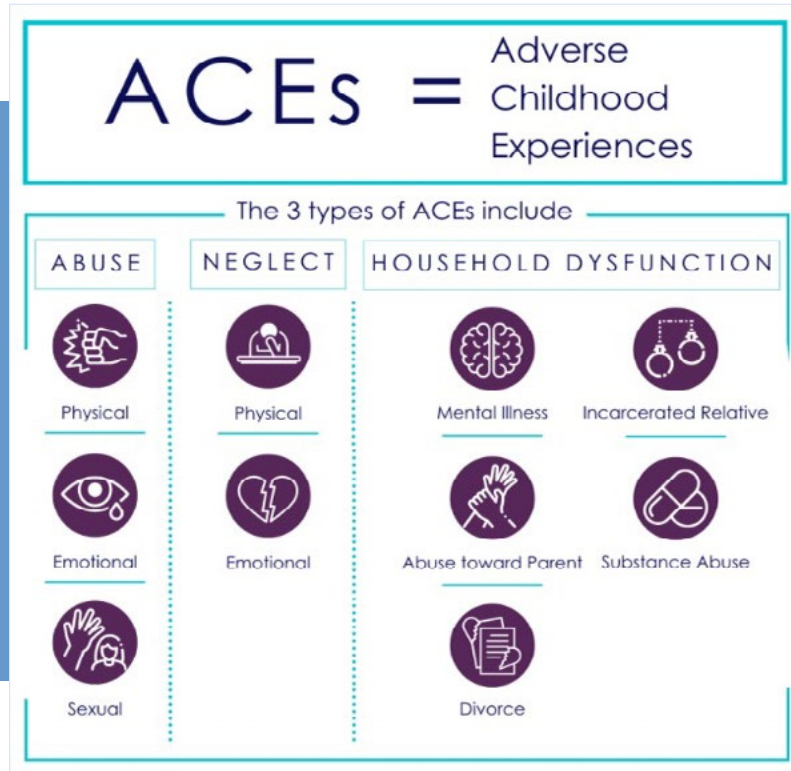 ACEs = Adverse
Childhood
Experiences
The 3 types of ACEs include
ABUSE
Physical
Emotional
Sexual
NEGLECT
Physical
Emotional
HOUSEHOLD DYSFUNCTION
Mental Illness
Incarcerated Relative
Abuse toward Parent
Substance Abuse
Divorce